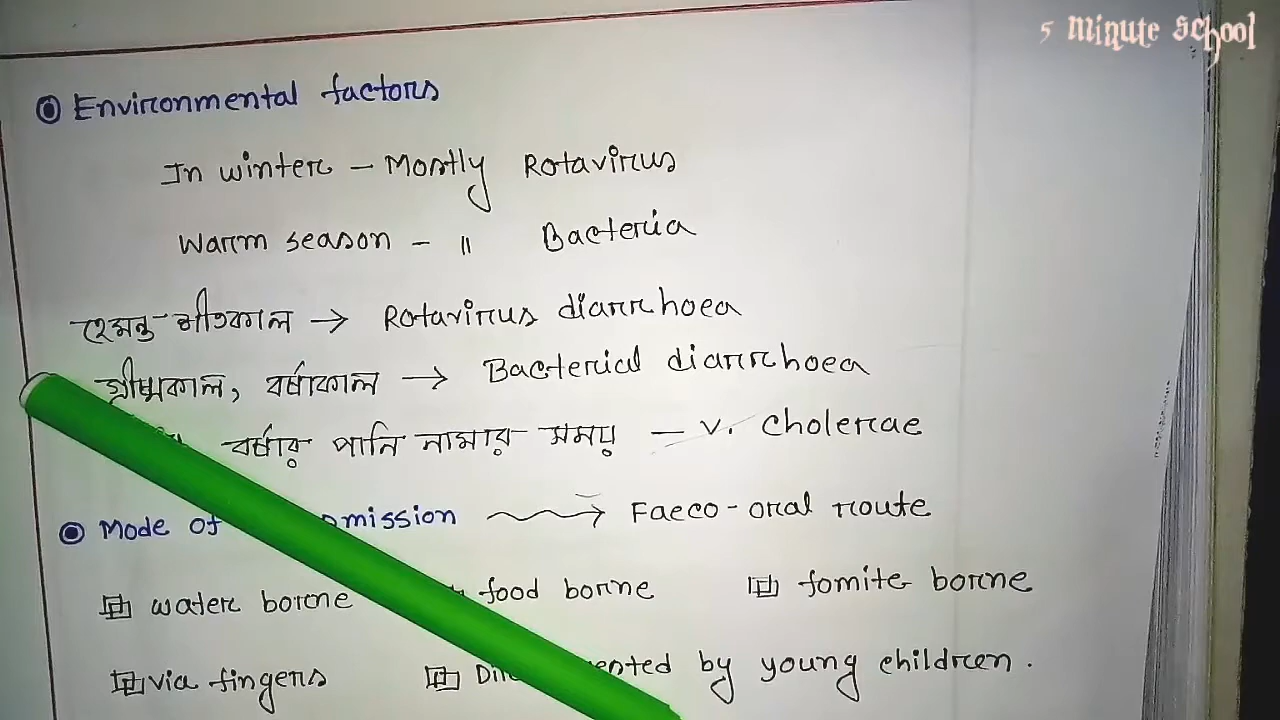 5 Minute School
Environmental factors
In winter - Mostly Rotavirus
Warm season - " Bacteria
হেমন্ত-শীতকাল → Rotavirus diarrhoea
গ্রীষ্মকাল, বর্ষাকাল → Bacterial diarrhoea
বর্ষার পানি নামার সময় - V. Cholerae
Mode of → Faeco-oral route
water borne food borne fomite borne
via fingers by young children.